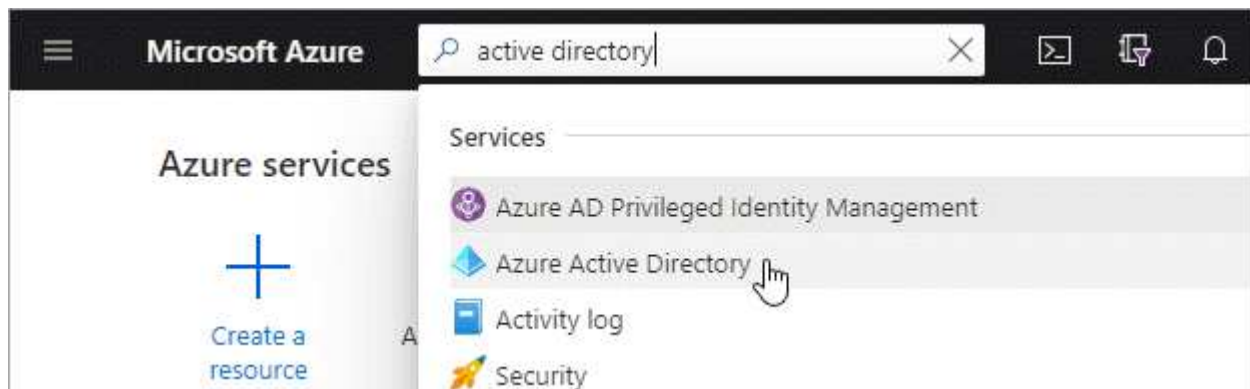 Microsoft Azure
active directory
Azure services
Services
Azure AD Privileged Identity Management
Azure Active Directory
Activity log
Security
Create a
resource
A